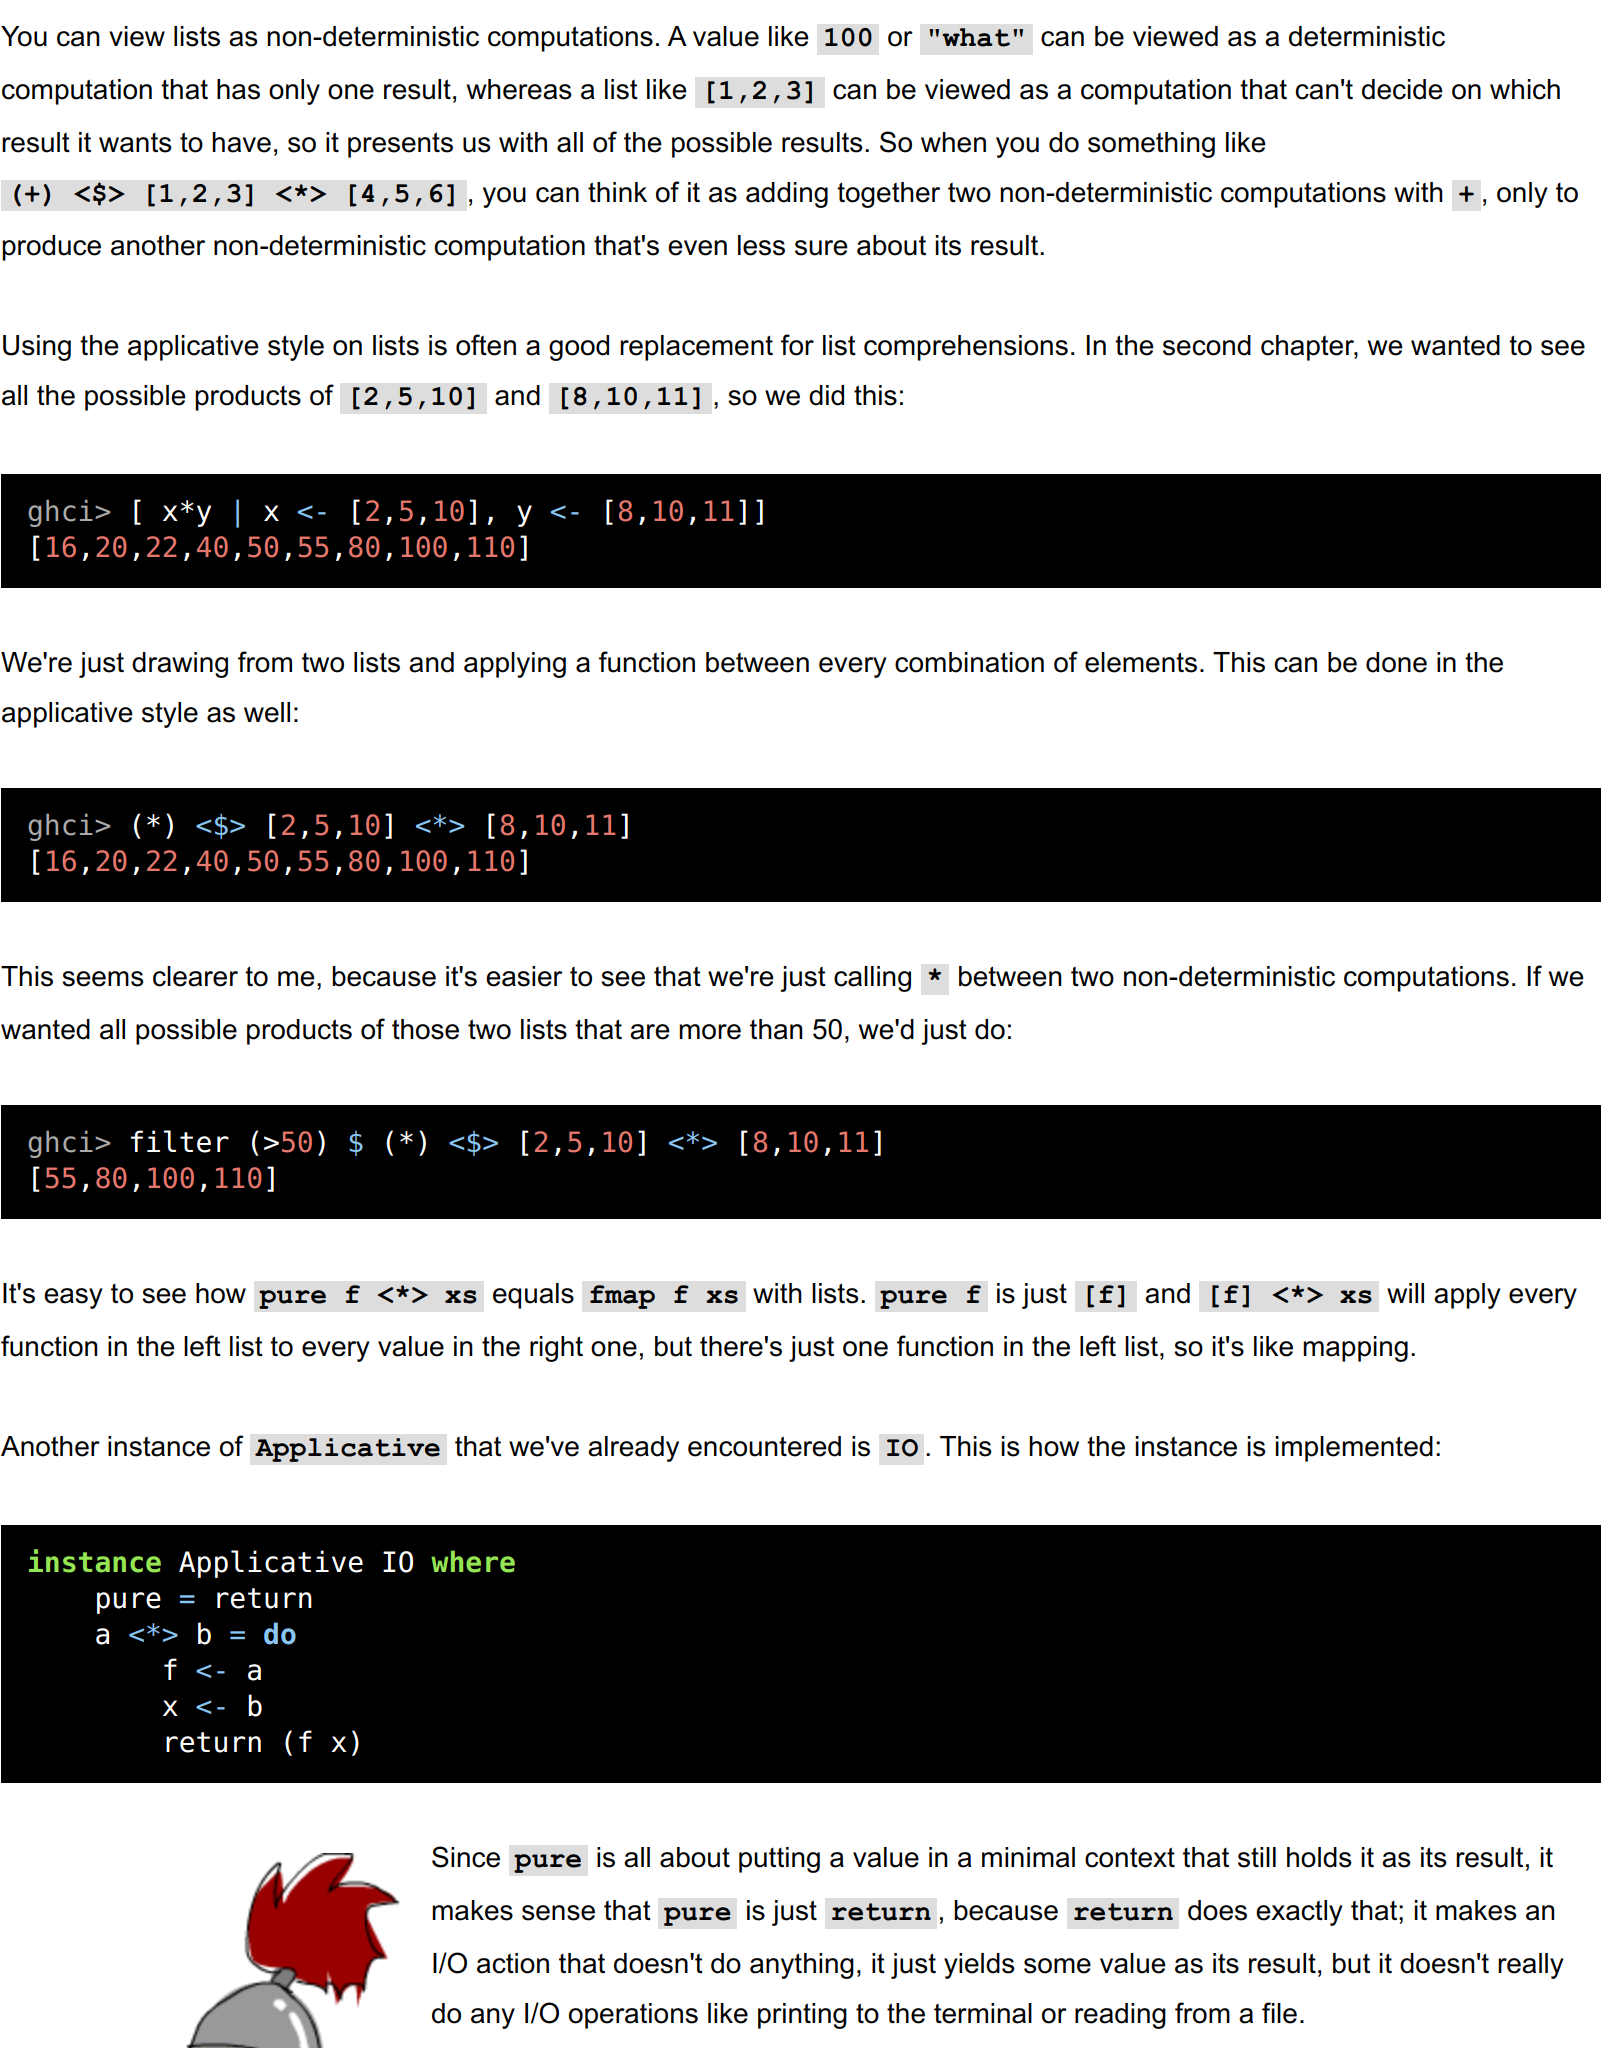 You can view lists as non-deterministic computations. A value like 100 or "what" can be viewed as a deterministic
computation that has only one result, whereas a list like [1,2,3] can be viewed as a computation that can't decide on which
result it wants to have, so it presents us with all of the possible results. So when you do something like
(+) <$> [1,2,3] <*> [4,5,6], you can think of it as adding together two non-deterministic computations with +, only to
produce another non-deterministic computation that's even less sure about its result.
Using the applicative style on lists is often a good replacement for list comprehensions. In the second chapter, we wanted to see
all the possible products of [2,5,10] and [8,10,11], so we did this:
ghci> [ x*y | x <- [2,5,10], y <- [8,10,11]]
[16,20,22,40,50,55,80,100,110]
We're just drawing from two lists and applying a function between every combination of elements. This can be done in the
applicative style as well:
ghci> (*) <$> [2,5,10] <*> [8,10,11]
[16,20,22,40,50,55,80,100,110]
This seems clearer to me, because it's easier to see that we're just calling * between two non-deterministic computations. If we
wanted all possible products of those two lists that are more than 50, we'd just do:
ghci> filter (>50) $ (*) <$> [2,5,10] <*> [8,10,11]
[55,80,100,110]
It's easy to see how pure f <*> xs equals fmap f xs with lists. pure f is just [f] and [f] <*> xs will apply every
function in the left list to every value in the right one, but there's just one function in the left list, so it's like mapping.
Another instance of Applicative that we've already encountered is IO. This is how the instance is implemented:
instance Applicative IO where
    pure = return
    a <*> b = do
        f <- a
        x <- b
        return (f x)
Since pure is all about putting a value in a minimal context that still holds it as its result, it
makes sense that pure is just return, because return does exactly that; it makes an
I/O action that doesn't do anything, it just yields some value as its result, but it doesn't really
do any I/O operations like printing to the terminal or reading from a file.